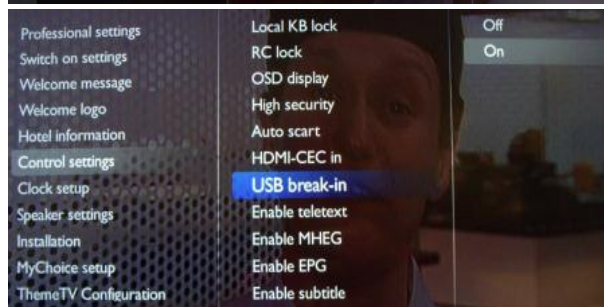 Professional settings
Switch on settings
Welcome message
Welcome logo
Hotel information
Control settings
Clock setup
Speaker settings
Installation
MyChoice setup
ThemeTV Configuration
Local KB lock
RC lock
OSD display
High security
Auto scart
HDMI-CEC in
USB break-in
Enable teletext
Enable MHEG
Enable EPG
Enable subtitle
Off
On